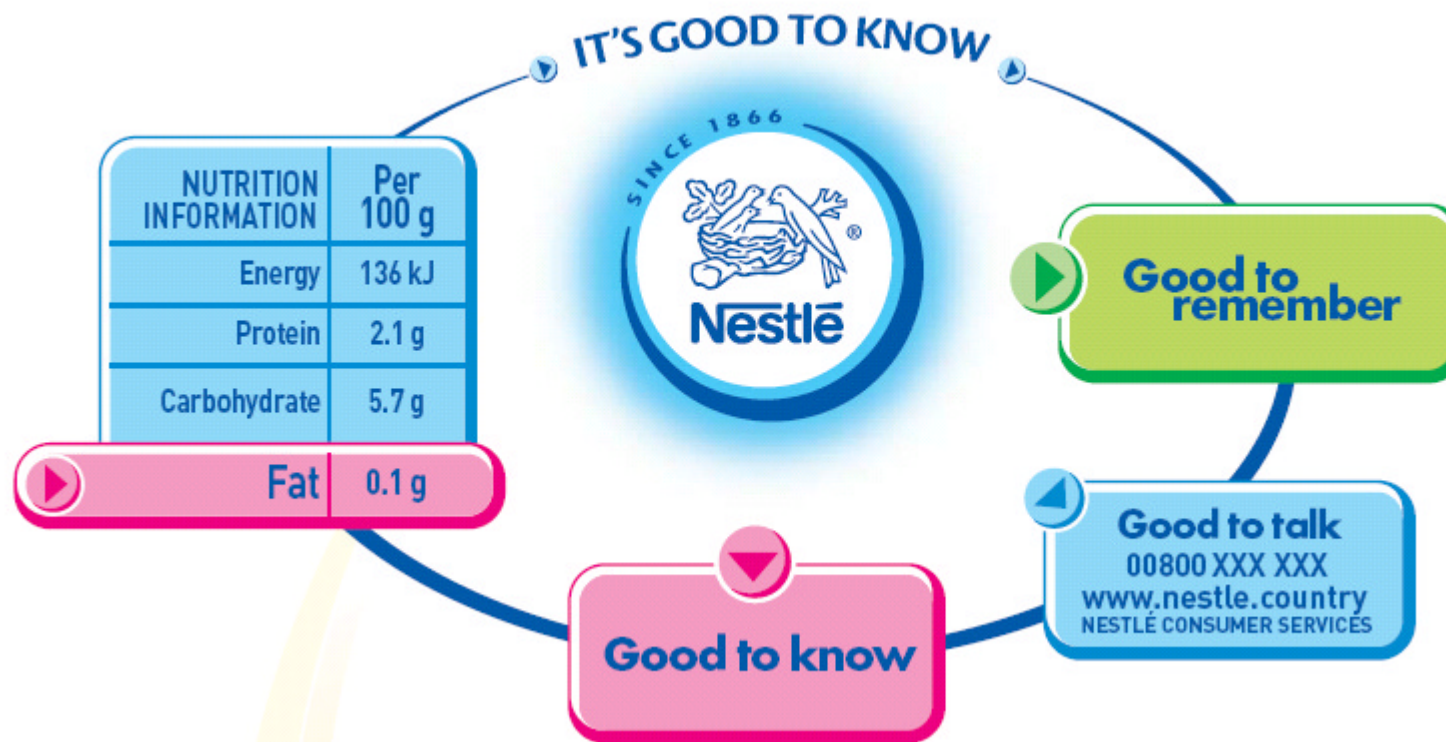 IT'S GOOD TO KNOW
SINCE 1866
Nestlé
®
NUTRITION INFORMATION Per 100 g
Energy 136 kJ
Protein 2.1 g
Carbohydrate 5.7 g
Fat 0.1 g
Good to
remember
Good to talk
00800 XXX XXX
www.nestle.country
NESTLÉ CONSUMER SERVICES
Good to know